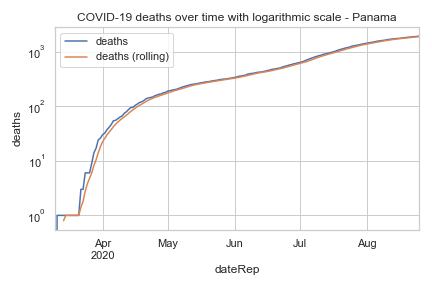 COVID-19 deaths over time with logarithmic scale - Panama
deaths
deaths (rolling)
10³
10²
10¹
10⁰
deaths
Apr
2020
May
Jun
Jul
Aug
dateRep